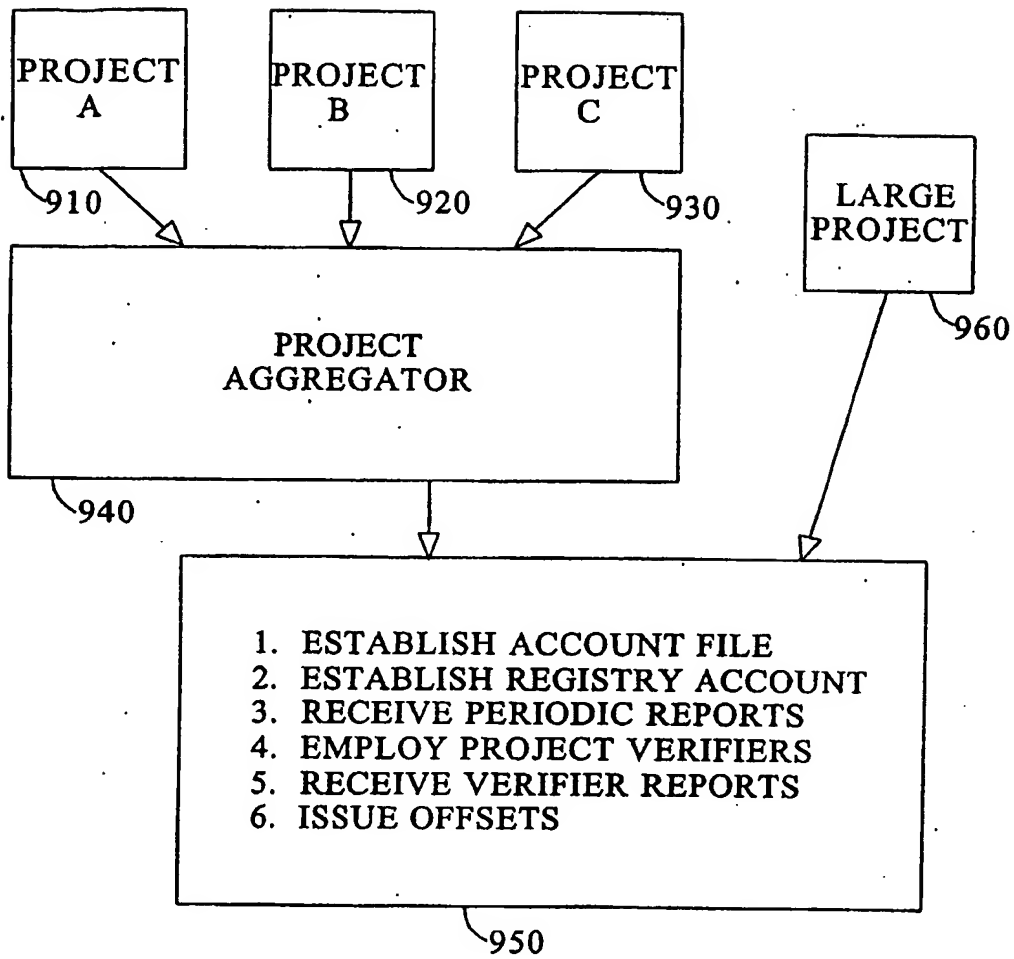 PROJECT
A
PROJECT
B
PROJECT
C
910
920
930
LARGE
PROJECT
960
PROJECT
AGGREGATOR
940
1. ESTABLISH ACCOUNT FILE
2. ESTABLISH REGISTRY ACCOUNT
3. RECEIVE PERIODIC REPORTS
4. EMPLOY PROJECT VERIFIERS
5. RECEIVE VERIFIER REPORTS
6. ISSUE OFFSETS
950